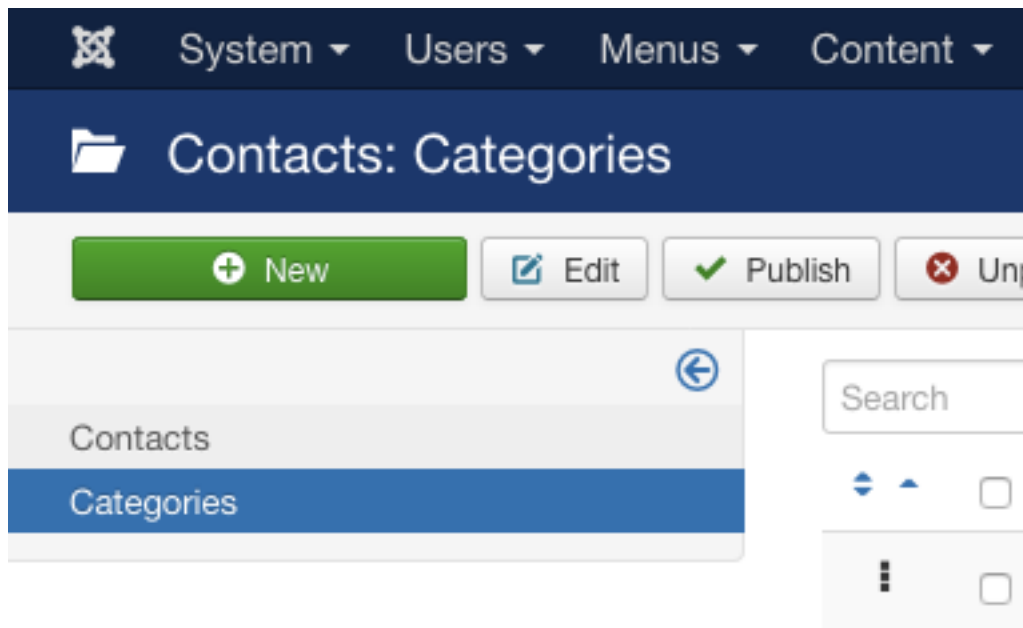 System Users Menus Content
Contacts: Categories
New Edit Publish
Search
Contacts
Categories